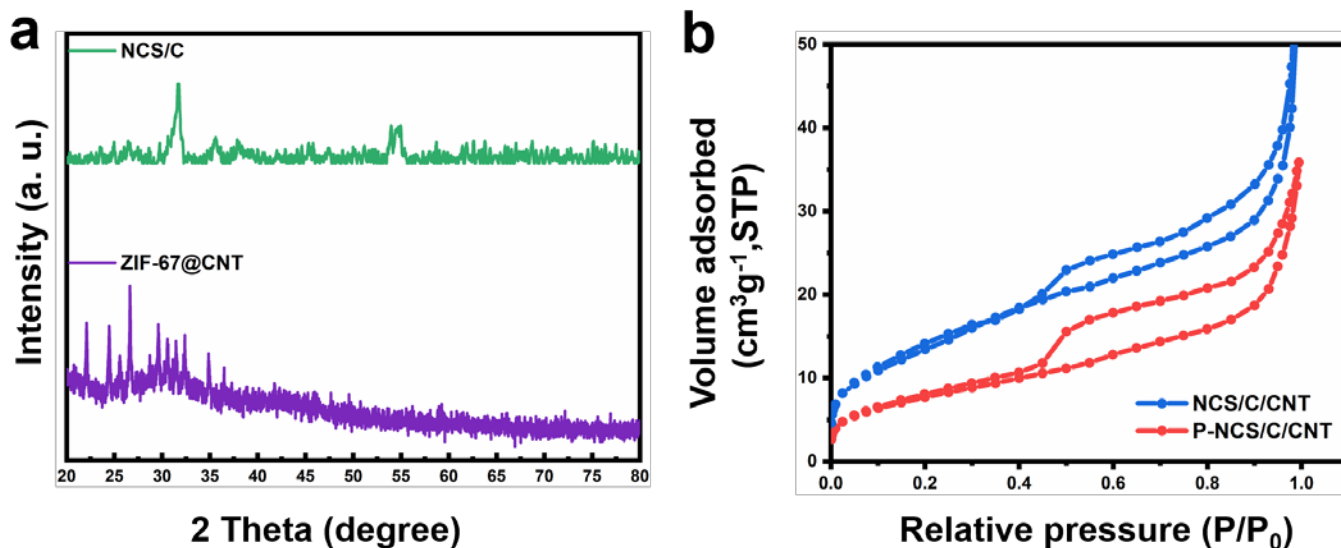 a
NCS/C
ZIF-67@CNT
Intensity (a. u.)
20 25 30 35 40 45 50 55 60 65 70 75 80
2 Theta (degree)
b
50
40
30
20
10
0
Volume adsorbed
(cm³g⁻¹,STP)
NCS/C/CNT
P-NCS/C/CNT
0.0 0.2 0.4 0.6 0.8 1.0
Relative pressure (P/P₀)